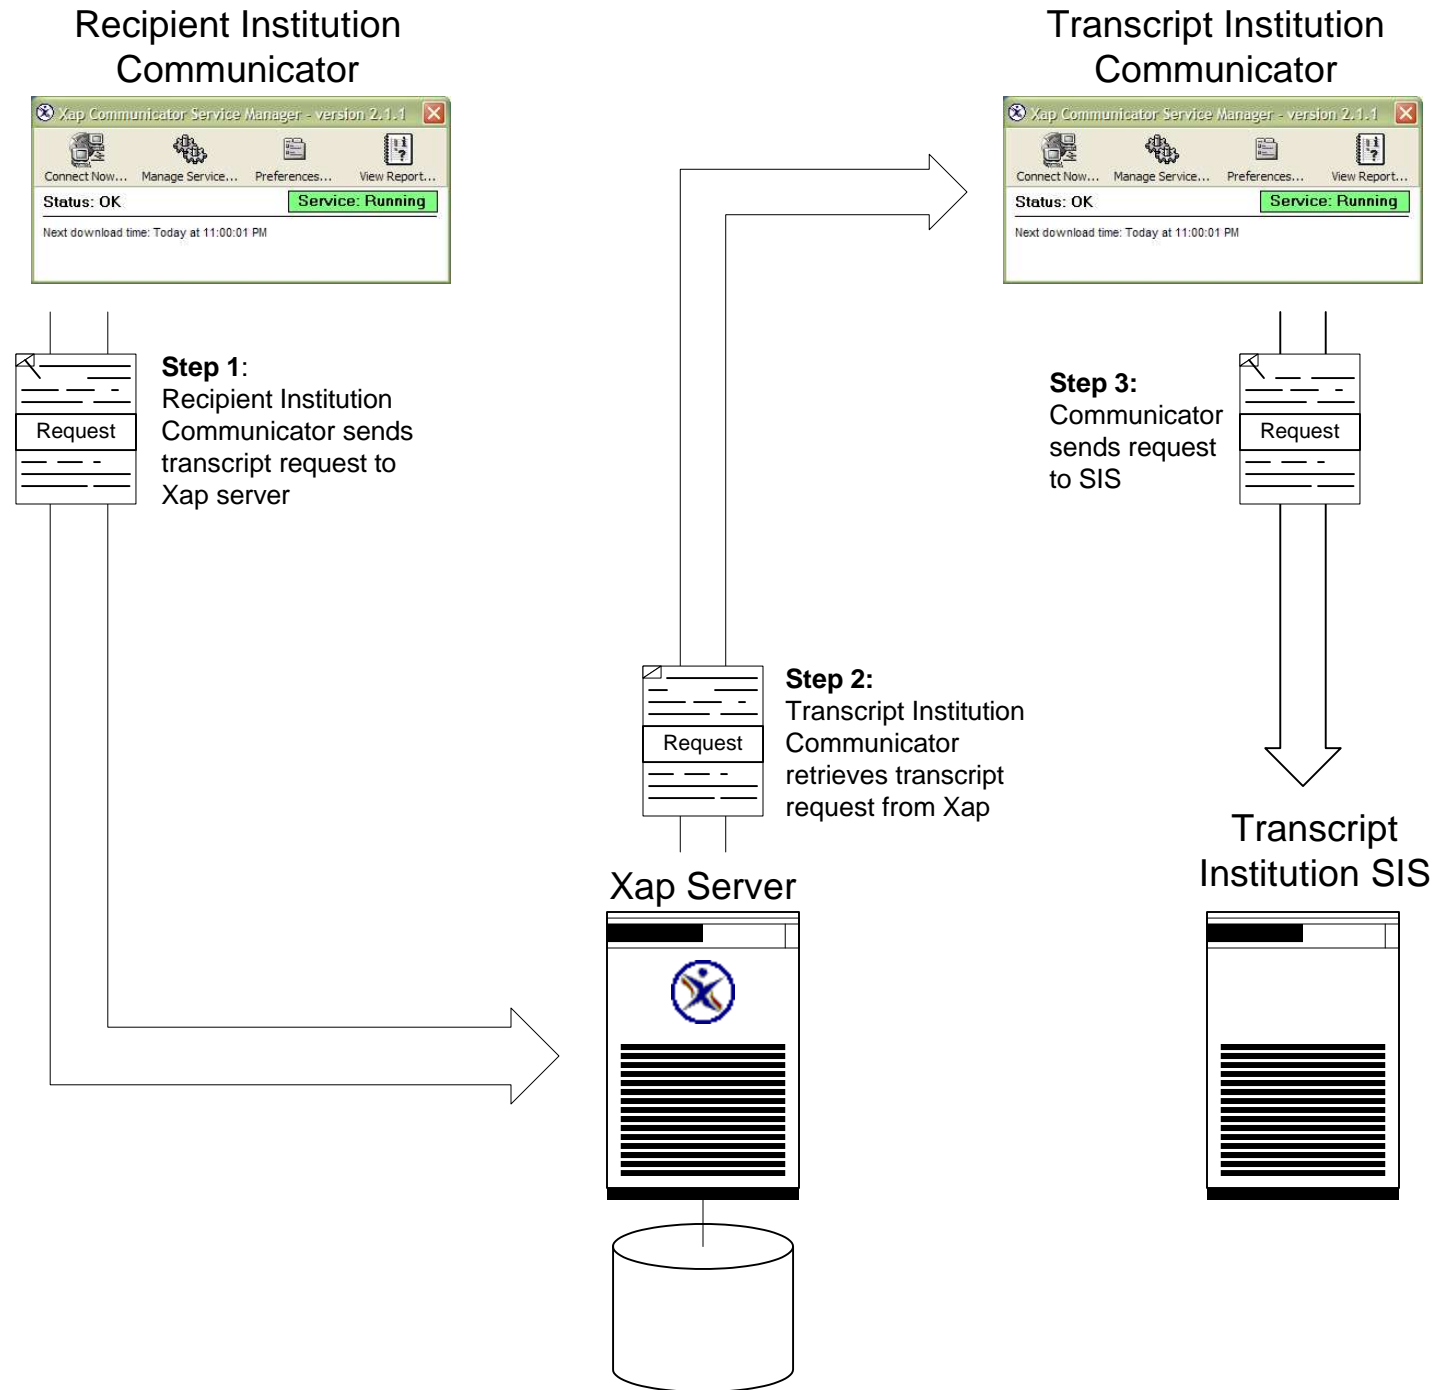 Recipient Institution
Communicator
Xap Communicator Service Manager - version 2.1.1
Connect Now... Manage Service... Preferences... View Report...
Status: OK Service: Running
Next download time: Today at 11:00:01 PM
Transcript Institution
Communicator
Xap Communicator Service Manager - version 2.1.1
Connect Now... Manage Service... Preferences... View Report...
Status: OK Service: Running
Next download time: Today at 11:00:01 PM
Request
Step 1:
Recipient Institution
Communicator sends
transcript request to
Xap server
Request
Step 2:
Transcript Institution
Communicator
retrieves transcript
request from Xap
Step 3:
Communicator
sends request
to SIS
Request
Xap Server
Transcript
Institution SIS